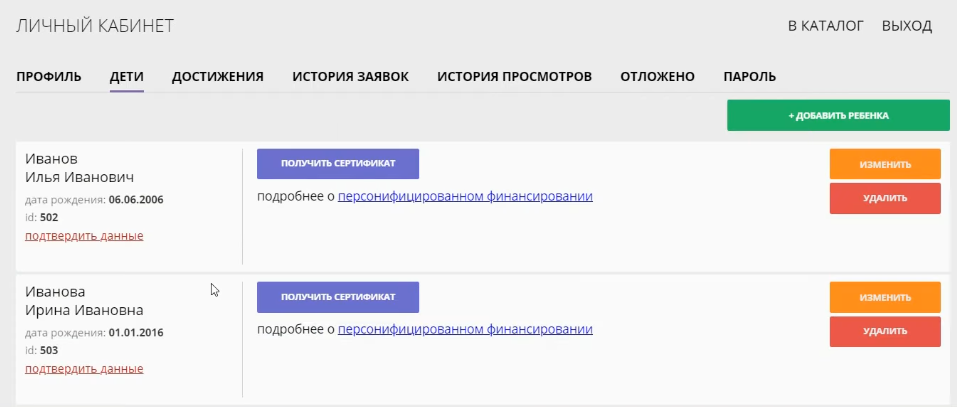 ЛИЧНЫЙ КАБИНЕТ
В КАТАЛОГ ВЫХОД
ПРОФИЛЬ ДЕТИ ДОСТИЖЕНИЯ ИСТОРИЯ ЗАЯВОК ИСТОРИЯ ПРОСМОТРОВ ОТЛОЖЕНО ПАРОЛЬ
+ ДОБАВИТЬ РЕБЕНКА
Иванов
Илья Иванович
дата рождения: 06.06.2006
id: 502
подтвердить данные
ПОЛУЧИТЬ СЕРТИФИКАТ
подробнее о персонифицированном финансировании
ИЗМЕНИТЬ
УДАЛИТЬ
Иванова
Ирина Ивановна
дата рождения: 01.01.2016
id: 503
подтвердить данные
ПОЛУЧИТЬ СЕРТИФИКАТ
подробнее о персонифицированном финансировании
ИЗМЕНИТЬ
УДАЛИТЬ